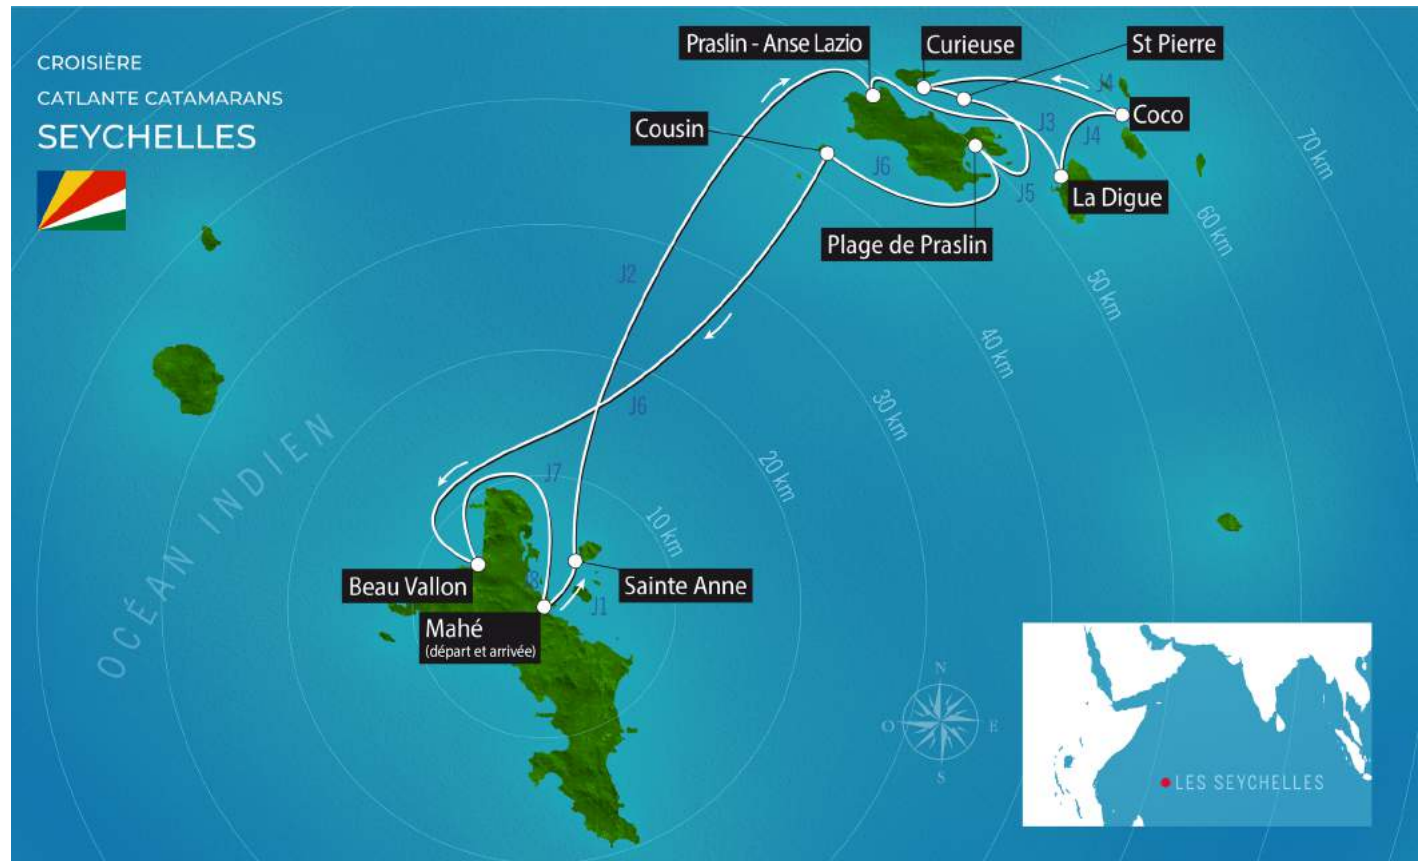 CROISIÈRE
CATLANTE CATAMARANS
SEYCHELLES
Praslin - Anse Lazio
Curieuse
St Pierre
Cousin
Coco
La Digue
Plage de Praslin
J4
J3
J4
J6
J5
J2
J6
J7
J8
J1
70 km
60 km
50 km
40 km
30 km
20 km
10 km
OCÉAN INDIEN
Beau Vallon
Sainte Anne
Mahé
(départ et arrivée)
N
O
E
S
LES SEYCHELLES